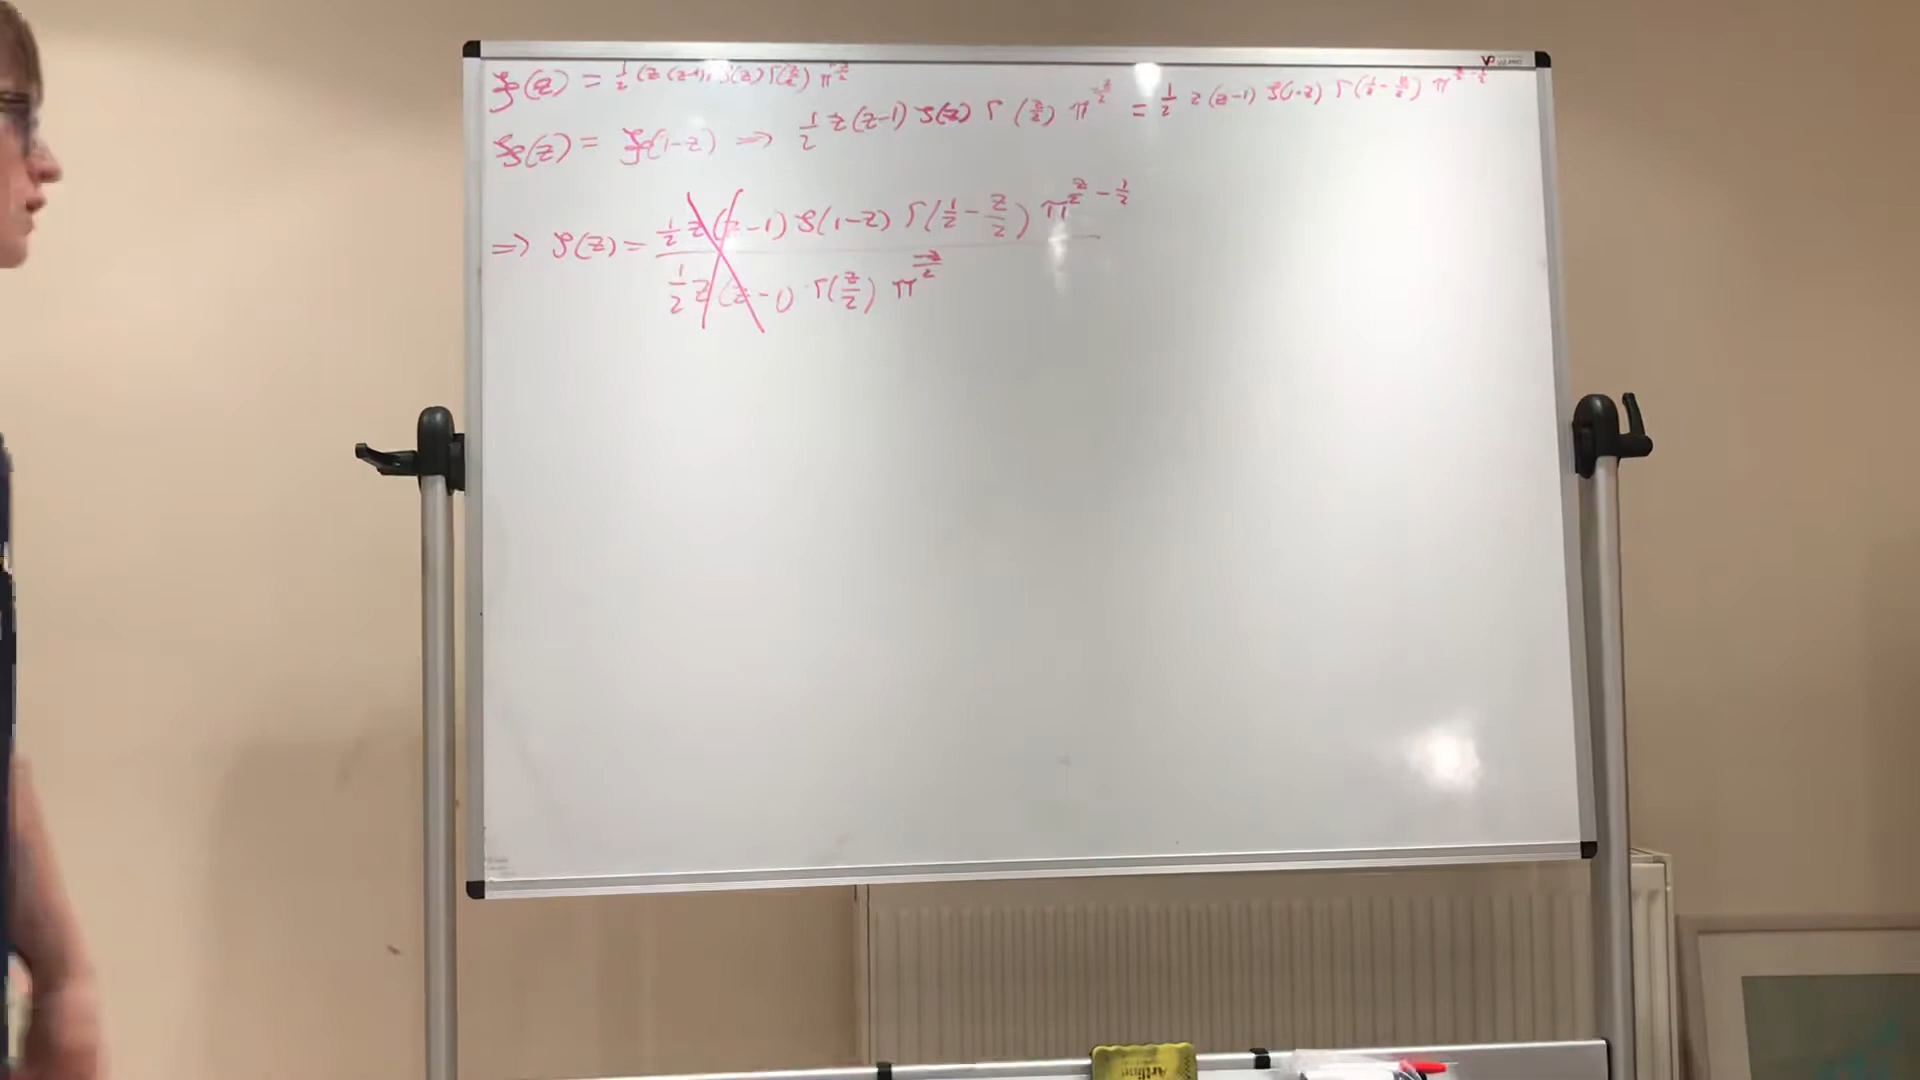 ξ(z) = 1/2 (z(z-1)) ζ(z) Γ(z/2) π^(-z/2)
ξ(z) = ξ(1-z) => 1/2 z(z-1) ζ(z) Γ(z/2) π^(-z/2) = 1/2 z(z-1) ζ(1-z) Γ(1/2 - z/2) π^(z/2 - 1/2)
=> ζ(z) = (1/2 z(z-1) ζ(1-z) Γ(1/2 - z/2) π^(z/2 - 1/2)) / (1/2 z(z-1) Γ(z/2) π^(-z/2))
Artline